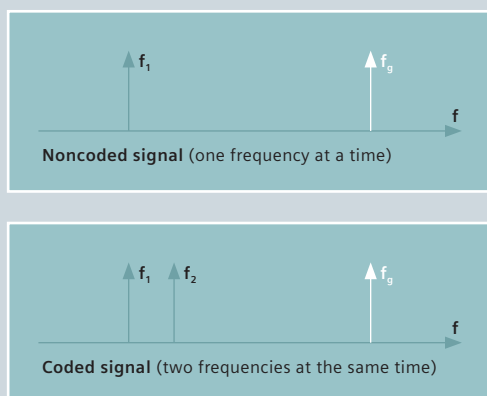 f1 fg
f
Noncoded signal (one frequency at a time)
f1 f2 fg
f
Coded signal (two frequencies at the same time)